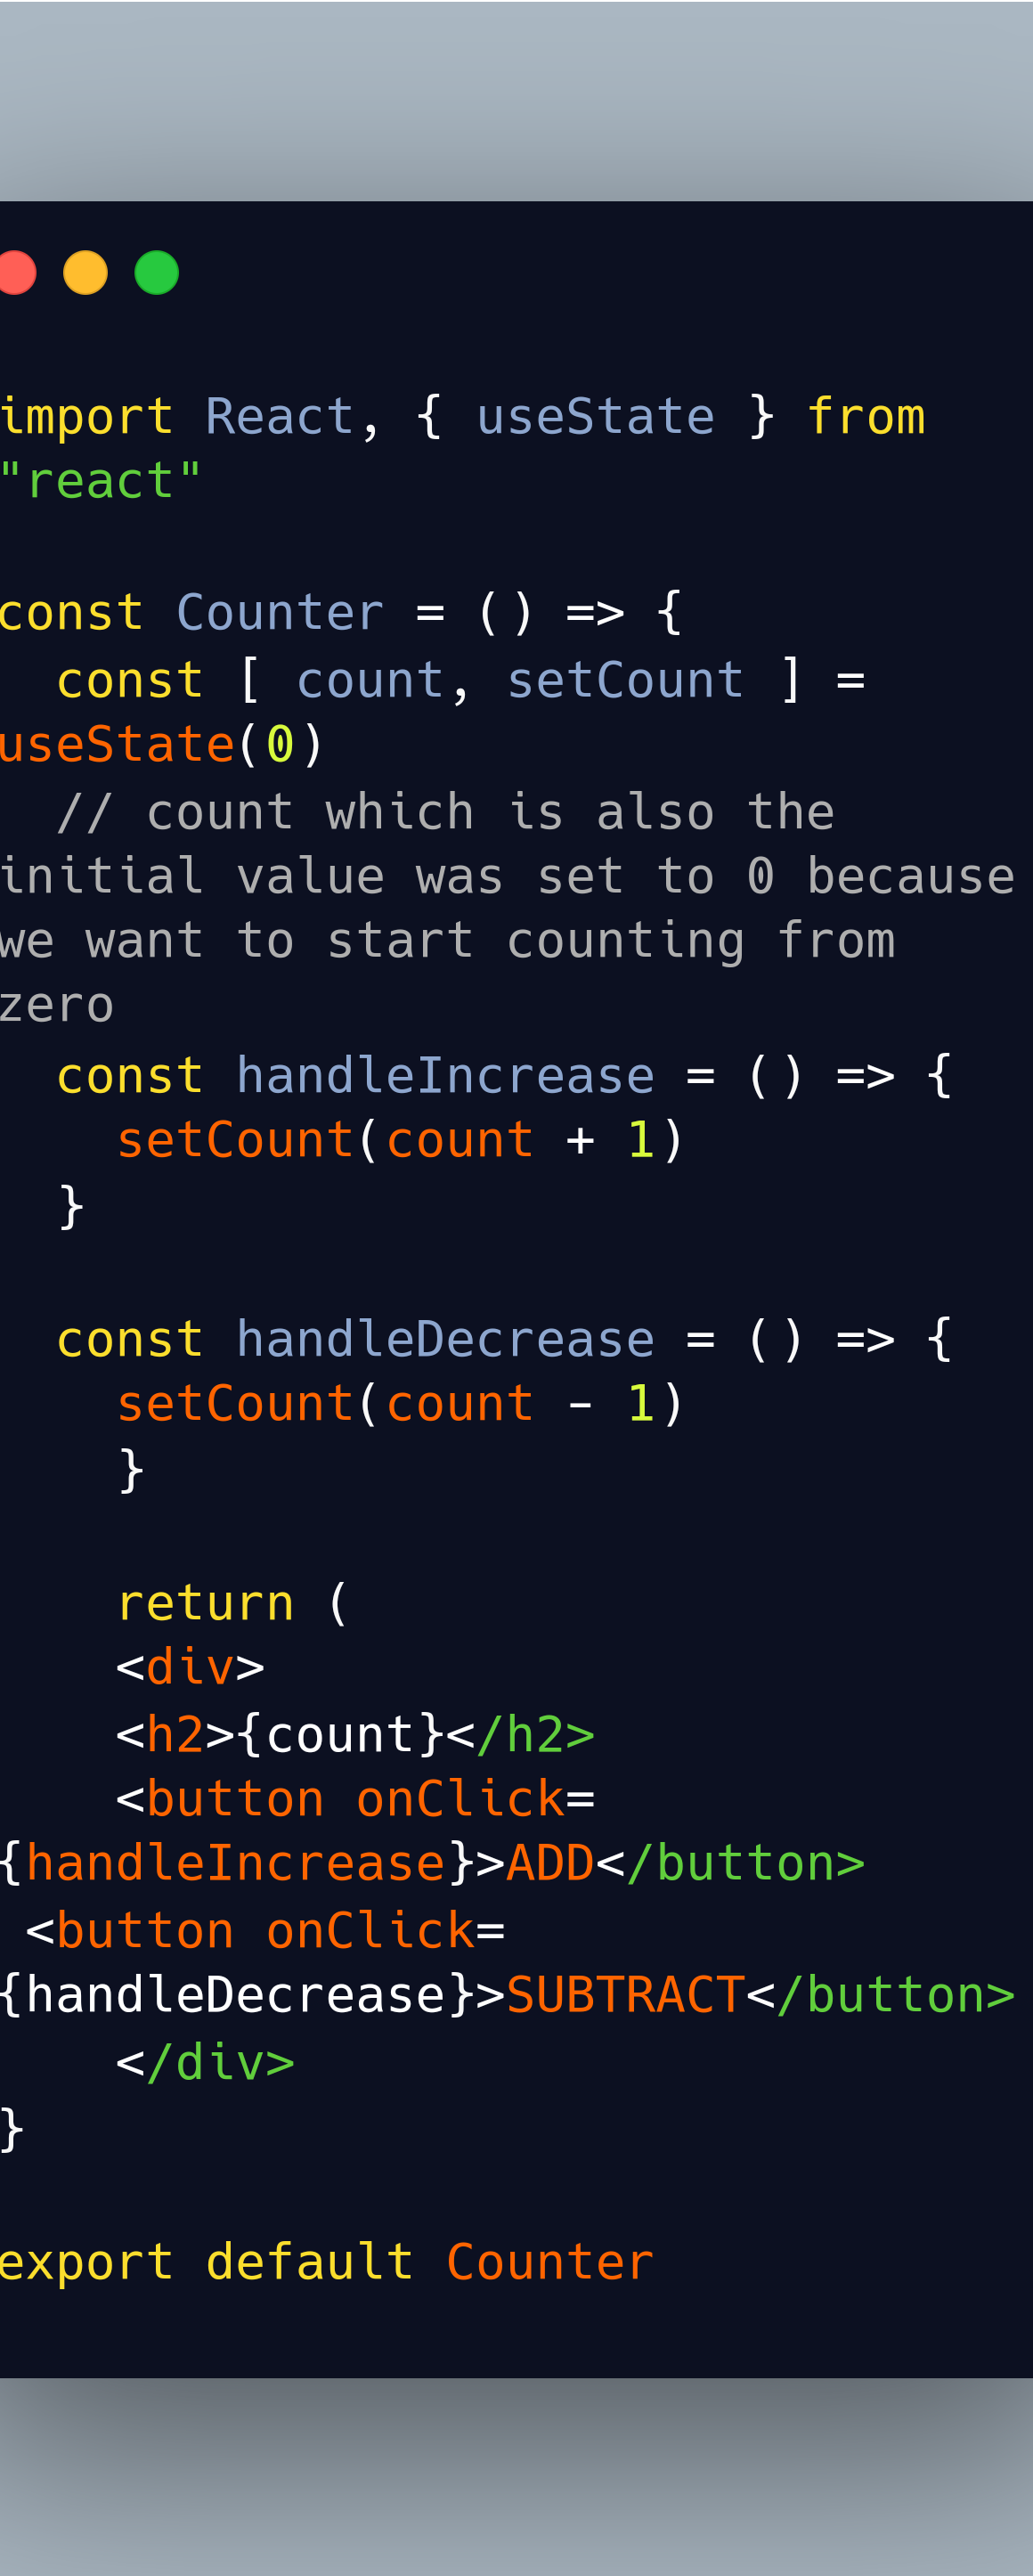 import React, { useState } from
"react"
const Counter = () => {
const [ count, setCount ] =
useState(0)
// count which is also the
initial value was set to 0 because
we want to start counting from
zero
const handleIncrease = () => {
setCount(count + 1)
}
const handleDecrease = () => {
setCount(count - 1)
}
return (
<div>
<h2>{count}</h2>
<button onClick=
{handleIncrease}>ADD</button>
<button onClick=
{handleDecrease}>SUBTRACT</button>
</div>
}
export default Counter